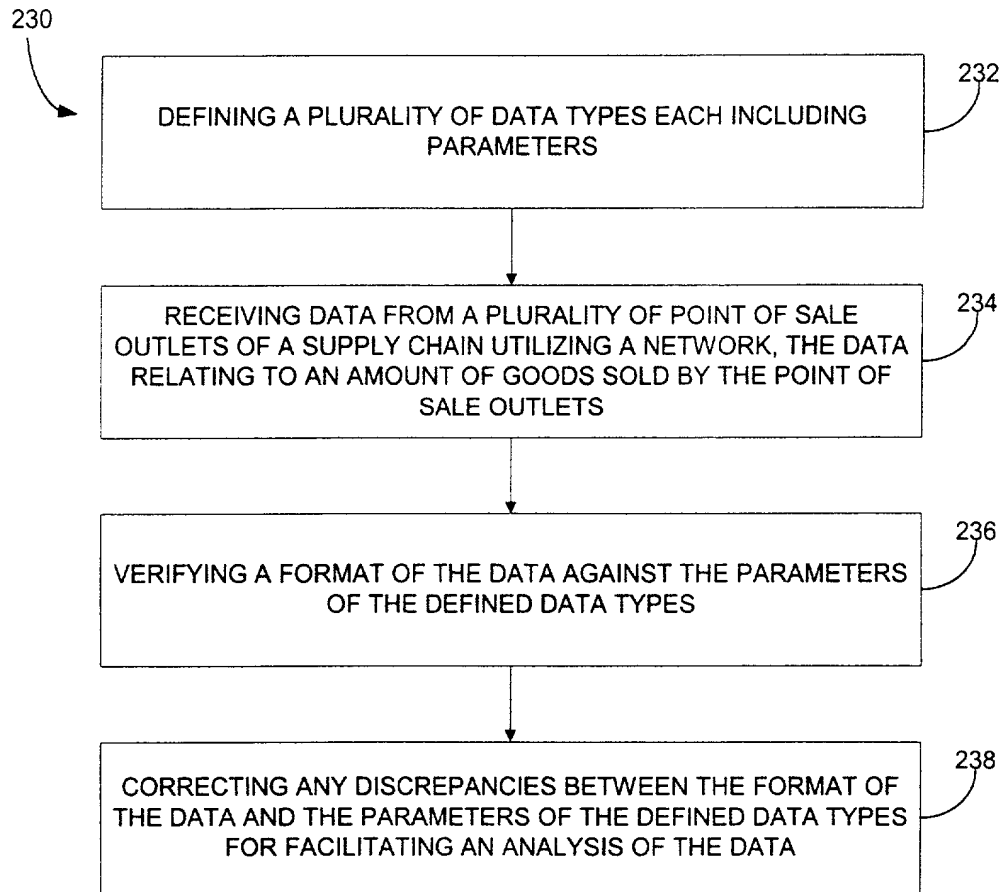 230
232
DEFINING A PLURALITY OF DATA TYPES EACH INCLUDING
PARAMETERS
234
RECEIVING DATA FROM A PLURALITY OF POINT OF SALE
OUTLETS OF A SUPPLY CHAIN UTILIZING A NETWORK, THE DATA
RELATING TO AN AMOUNT OF GOODS SOLD BY THE POINT OF
SALE OUTLETS
236
VERIFYING A FORMAT OF THE DATA AGAINST THE PARAMETERS
OF THE DEFINED DATA TYPES
238
CORRECTING ANY DISCREPANCIES BETWEEN THE FORMAT OF
THE DATA AND THE PARAMETERS OF THE DEFINED DATA TYPES
FOR FACILITATING AN ANALYSIS OF THE DATA